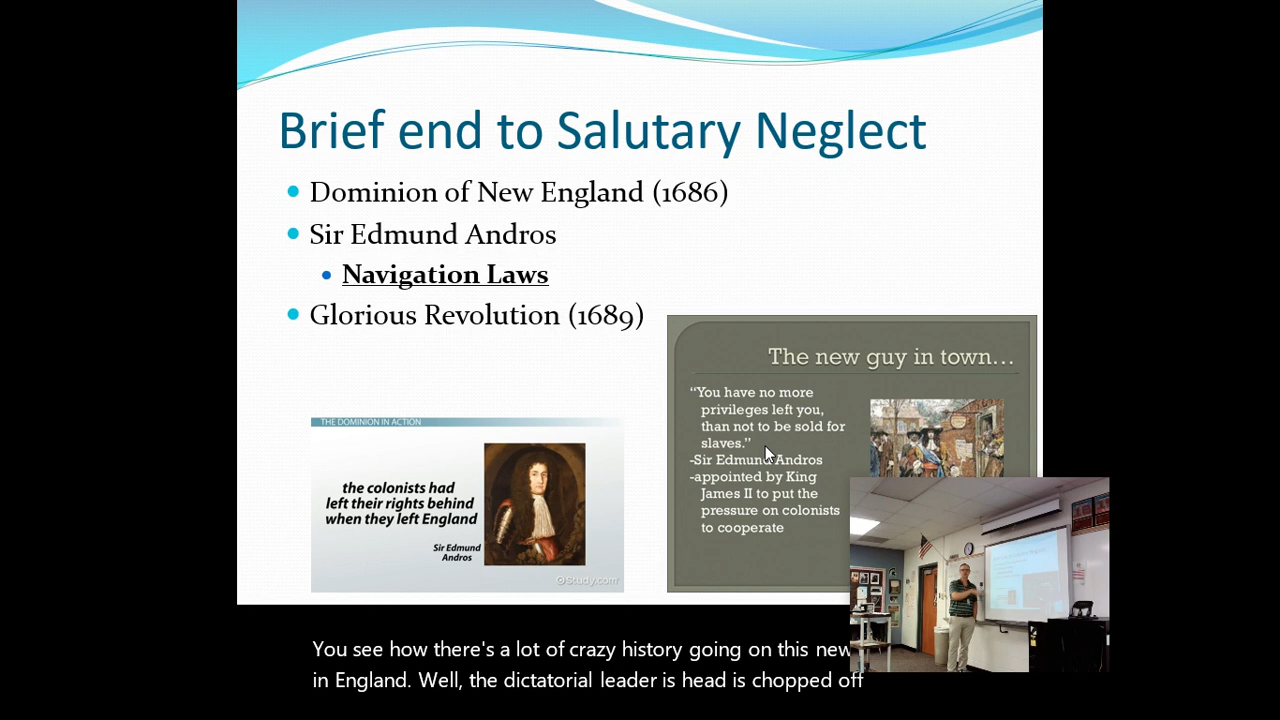 Brief end to Salutary Neglect
Dominion of New England (1686)
Sir Edmund Andros
Navigation Laws
Glorious Revolution (1689)
THE DOMINION IN ACTION
the colonists had
left their rights behind
when they left England
Sir Edmund
Andros
Study.com
The new guy in town…
“You have no more
privileges left you,
than not to be sold for
slaves.”
-Sir Edmund Andros
-appointed by King
James II to put the
pressure on colonists
to cooperate
You see how there's a lot of crazy history going on this new
in England. Well, the dictatorial leader is head is chopped off